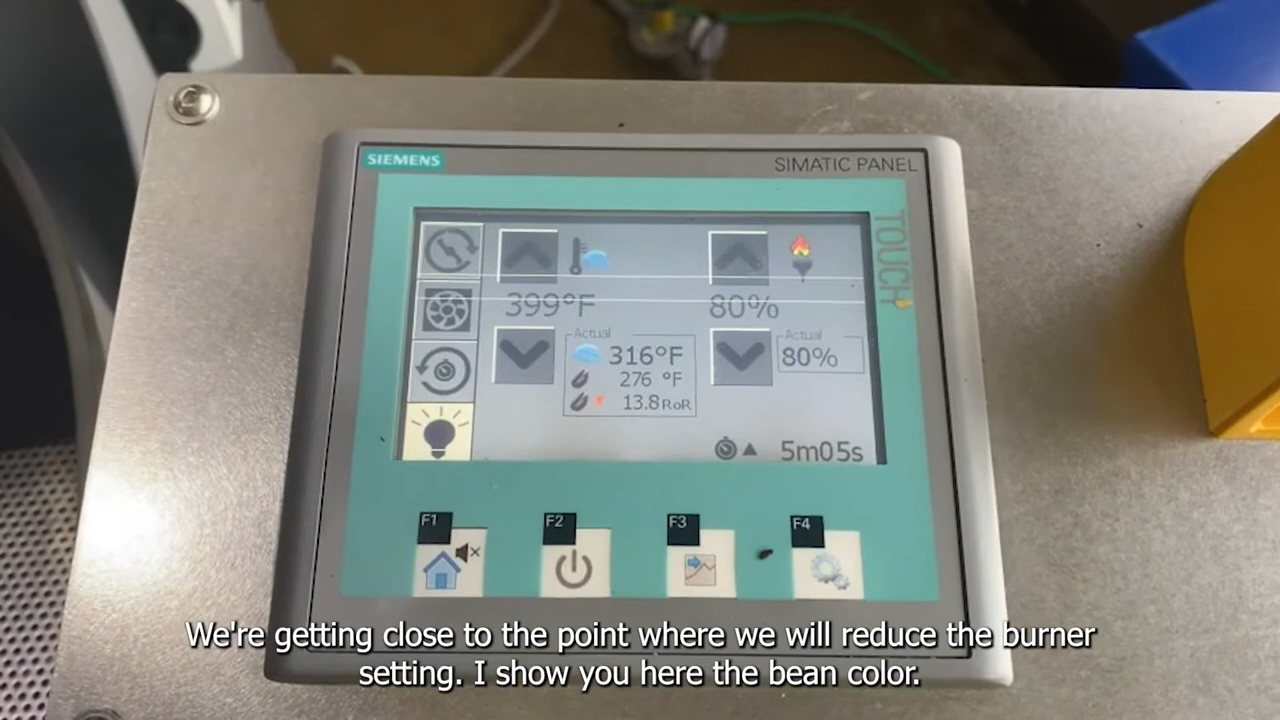 SIEMENS
SIMATIC PANEL
TOUCH
399°F
80%
Actual
316°F
276 °F
13.8 RoR
Actual
80%
5m05s
F1
F2
F3
F4
We're getting close to the point where we will reduce the burner
setting. I show you here the bean color.